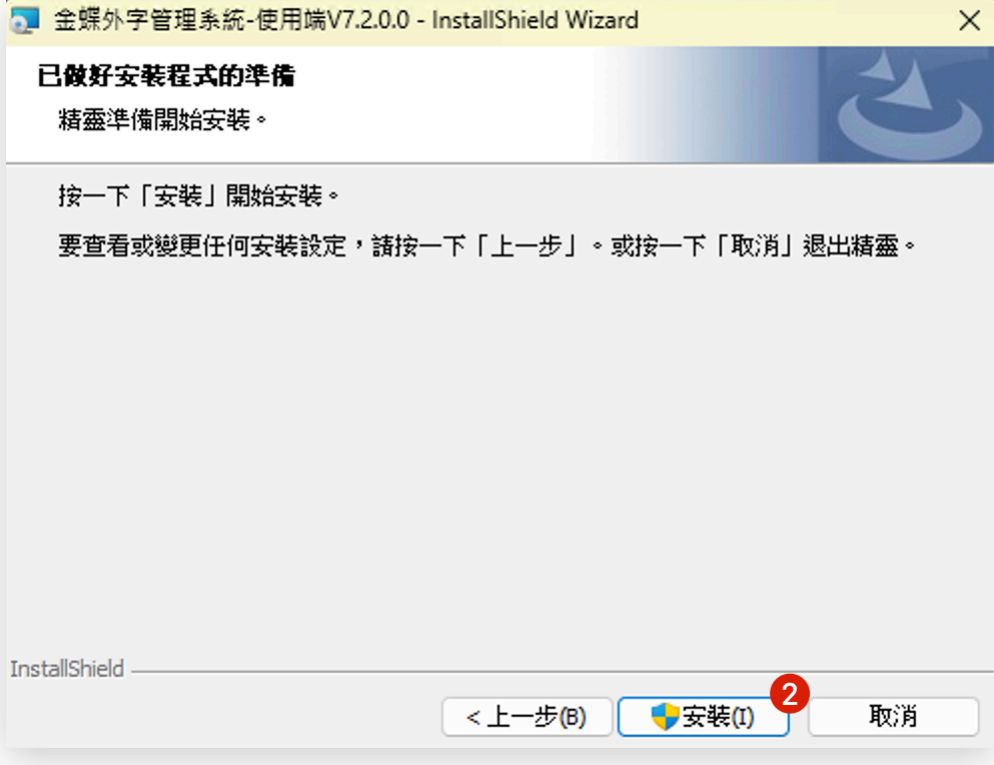 金蝶外字管理系統-使用端V7.2.0.0 - InstallShield Wizard
已做好安裝程式的準備
精靈準備開始安裝。
按一下「安裝」開始安裝。
要查看或變更任何安裝設定，請按一下「上一步」。或按一下「取消」退出精靈。
InstallShield
2
< 上一步(B) 安裝(I) 取消